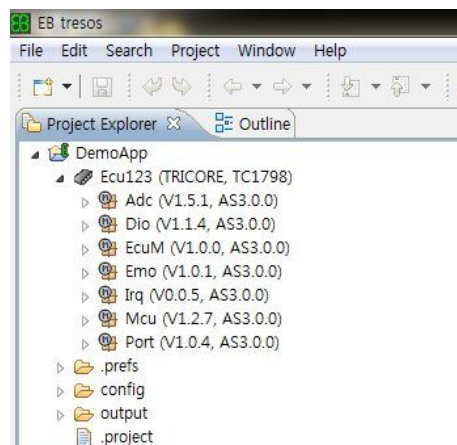 EB tresos
File Edit Search Project Window Help
Project Explorer Outline
DemoApp
Ecu123 (TRICORE, TC1798)
Adc (V1.5.1, AS3.0.0)
Dio (V1.1.4, AS3.0.0)
EcuM (V1.0.0, AS3.0.0)
Emo (V1.0.1, AS3.0.0)
Irq (V0.0.5, AS3.0.0)
Mcu (V1.2.7, AS3.0.0)
Port (V1.0.4, AS3.0.0)
.prefs
config
output
.project